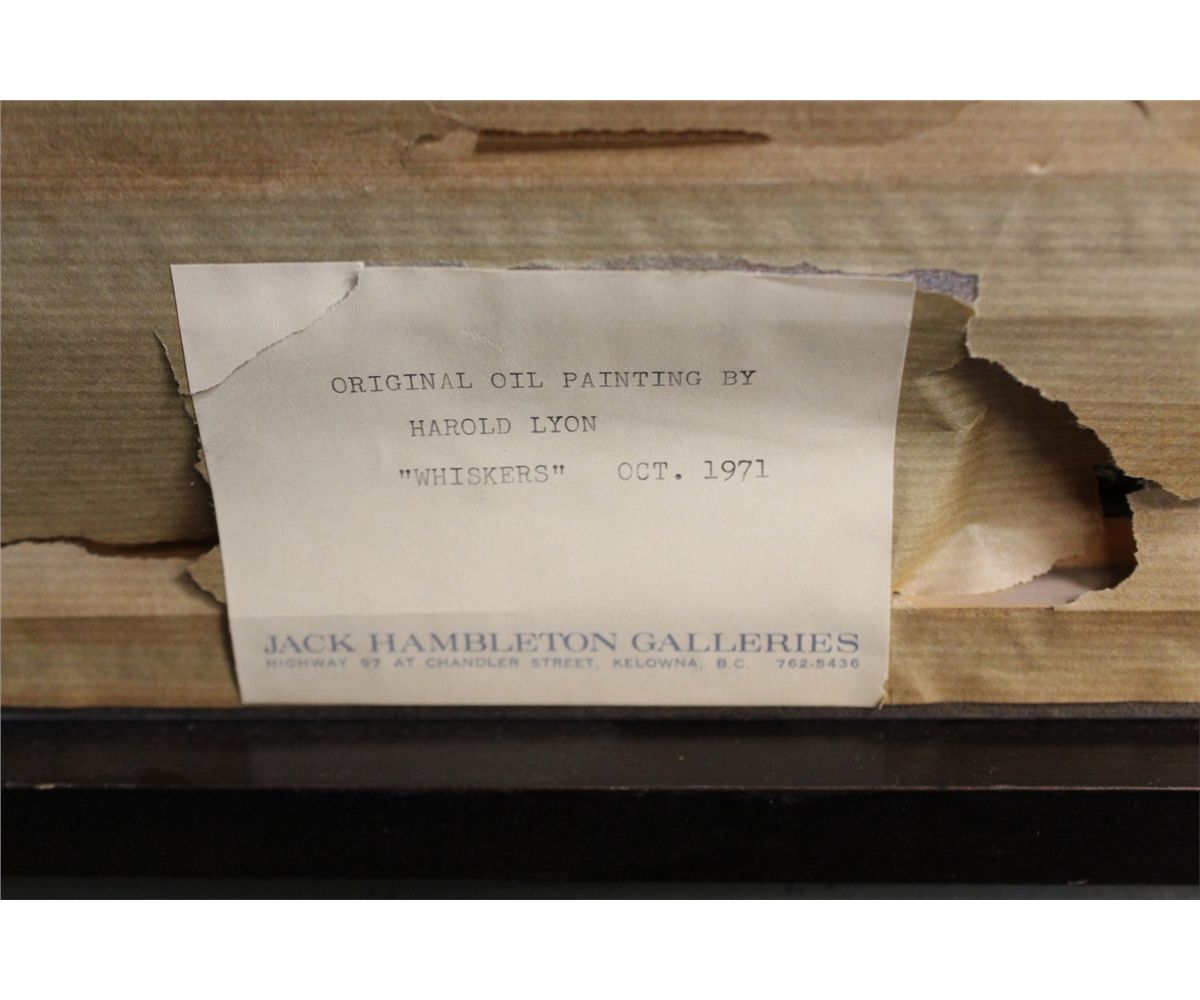 ORIGINAL OIL PAINTING BY
HAROLD LYON
"WHISKERS" OCT. 1971
JACK HAMBLETON GALLERIES
HIGHWAY 97 AT CHANDLER STREET, KELOWNA, B.C. 762-5436